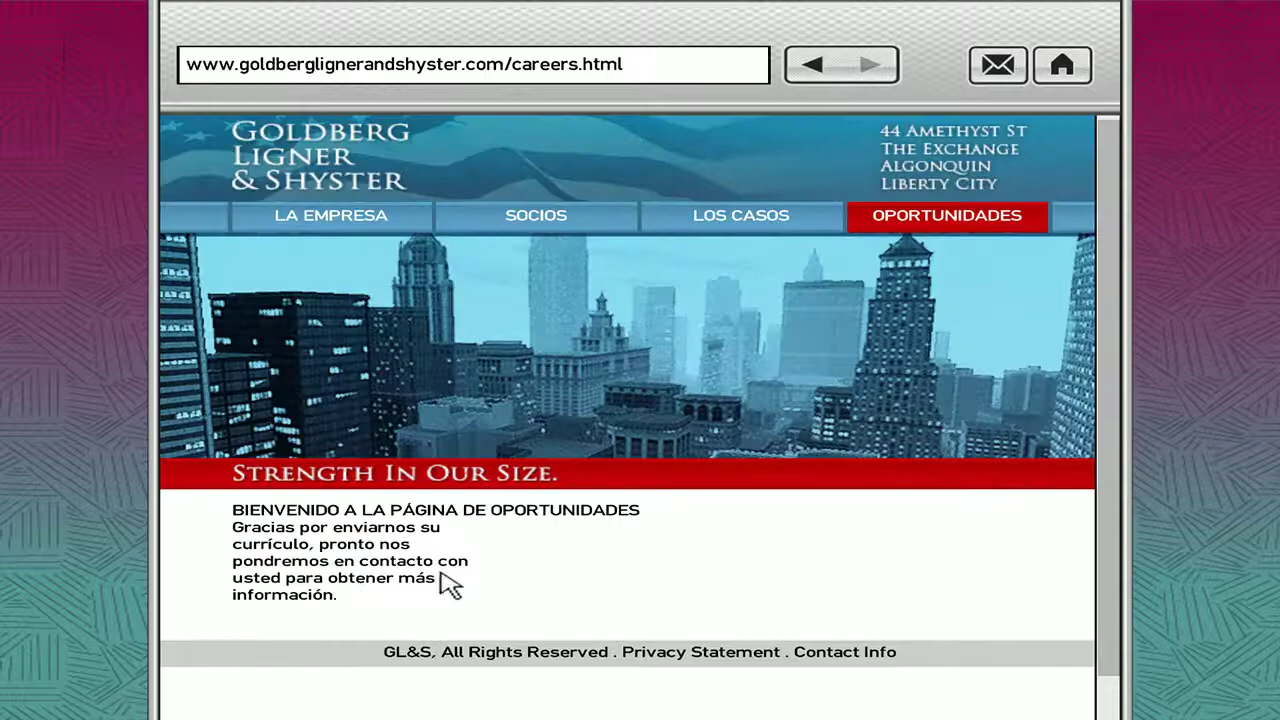 www.goldberglignerandshyster.com/careers.html
GOLDBERG
LIGNER
& SHYSTER
44 AMETHYST ST
THE EXCHANGE
ALGONQUIN
LIBERTY CITY
LA EMPRESA
SOCIOS
LOS CASOS
OPORTUNIDADES
STRENGTH IN OUR SIZE.
BIENVENIDO A LA PÁGINA DE OPORTUNIDADES
Gracias por enviarnos su
currículo, pronto nos
pondremos en contacto con
usted para obtener más
información.
GL&S, All Rights Reserved . Privacy Statement . Contact Info